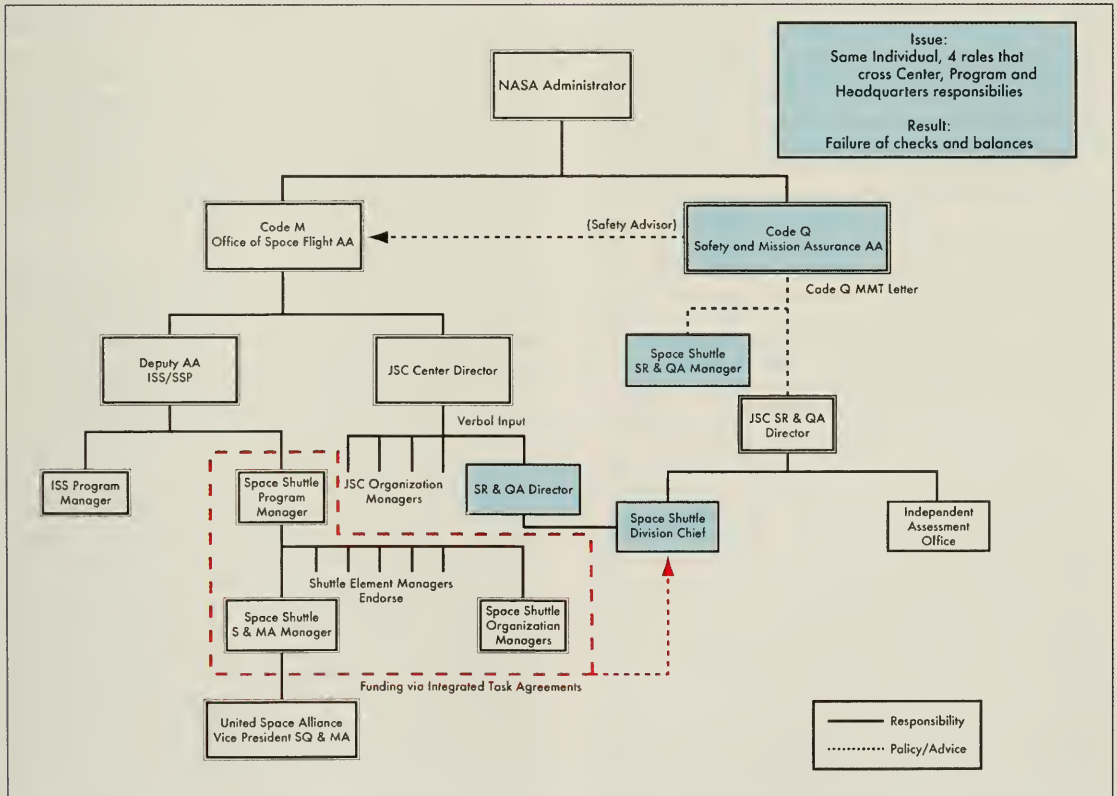 Issue:
Same Individual, 4 roles that
cross Center, Program and
Headquarters responsibilies
Result:
Failure of checks and balances
NASA Administrator
Code M
Office of Space Flight AA
(Safety Advisor)
Code Q
Safety and Mission Assurance AA
Code Q MMT Letter
Deputy AA
ISS/SSP
JSC Center Director
Space Shuttle
SR & QA Manager
Verbol Input
JSC SR & QA
Director
ISS Program
Manager
Space Shuttle
Program
Manager
JSC Organization
Managers
SR & QA Director
Space Shuttle
Division Chief
Independent
Assessment
Office
Shuttle Element Managers
Endorse
Space Shuttle
S & MA Manager
Space Shuttle
Organization
Managers
Funding via Integrated Task Agreements
United Space Alliance
Vice President SQ & MA
Responsibility
Policy/Advice